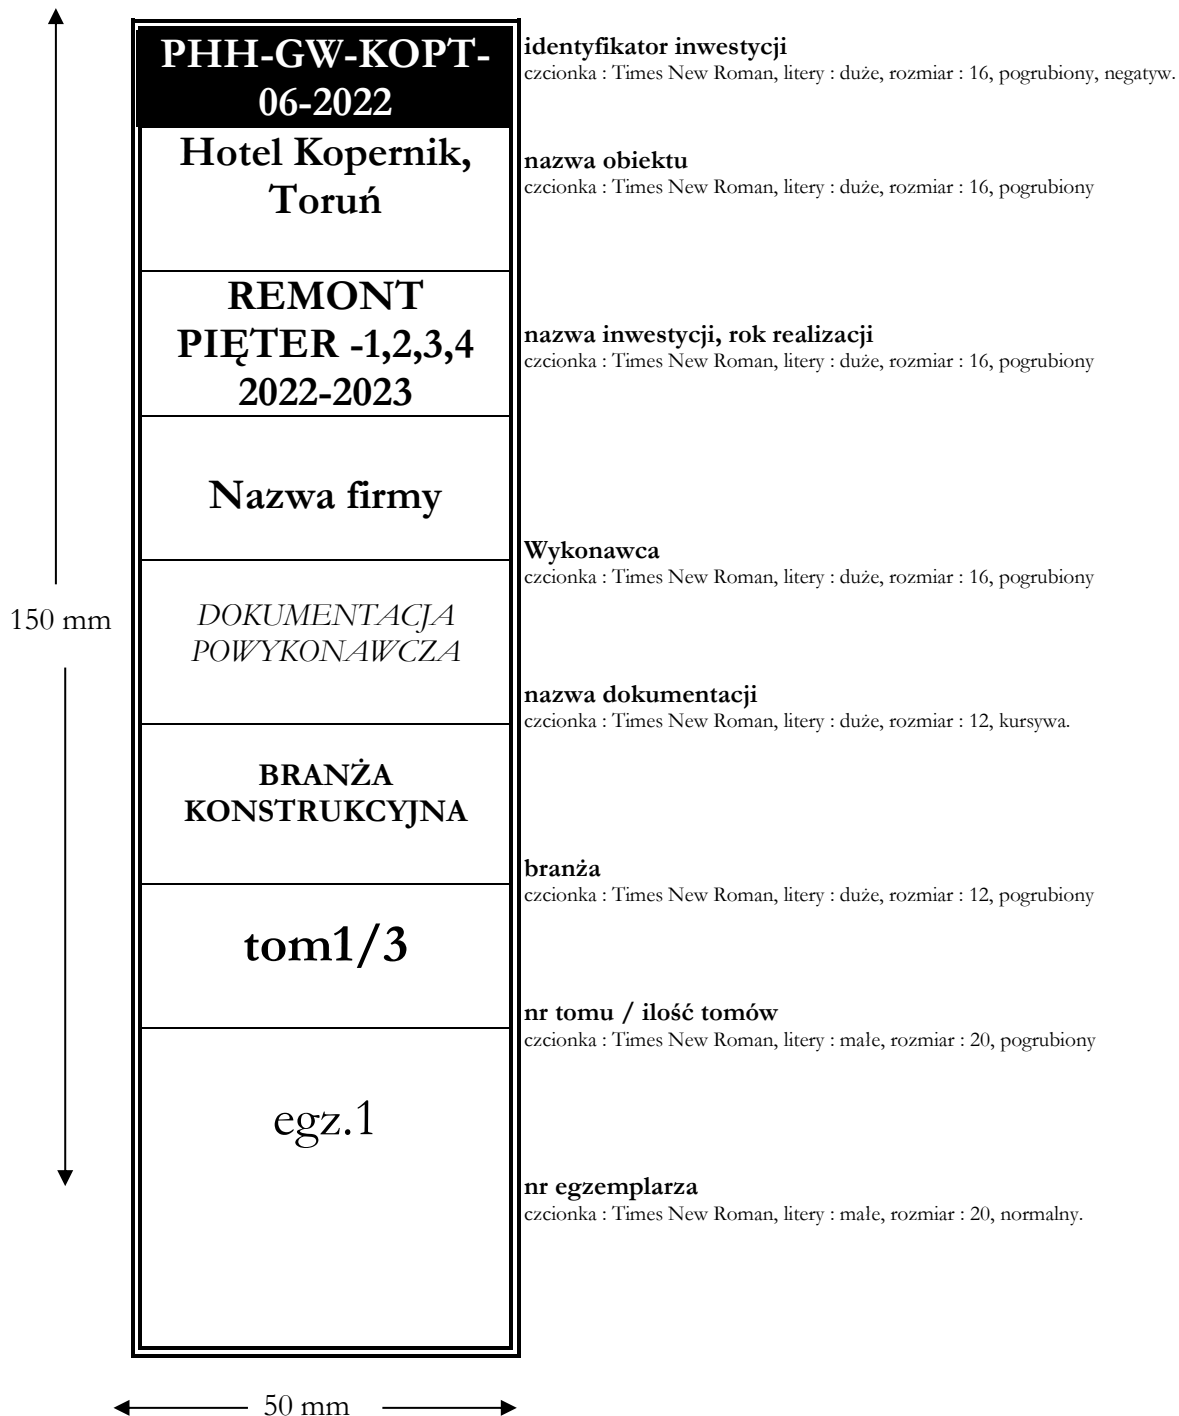 PHH-GW-KOPT-
06-2022
identyfikator inwestycji
czcionka : Times New Roman, litery : duże, rozmiar : 16, pogrubiony, negatyw.
Hotel Kopernik,
Toruń
nazwa obiektu
czcionka : Times New Roman, litery : duże, rozmiar : 16, pogrubiony
REMONT
PIĘTER -1,2,3,4
2022-2023
nazwa inwestycji, rok realizacji
czcionka : Times New Roman, litery : duże, rozmiar : 16, pogrubiony
Nazwa firmy
Wykonawca
czcionka : Times New Roman, litery : duże, rozmiar : 16, pogrubiony
150 mm
DOKUMENTACJA
POWYKONAWCZA
nazwa dokumentacji
czcionka : Times New Roman, litery : duże, rozmiar : 12, kursywa.
BRANŻA
KONSTRUKCYJNA
branża
czcionka : Times New Roman, litery : duże, rozmiar : 12, pogrubiony
tom1/3
nr tomu / ilość tomów
czcionka : Times New Roman, litery : małe, rozmiar : 20, pogrubiony
egz.1
nr egzemplarza
czcionka : Times New Roman, litery : małe, rozmiar : 20, normalny.
50 mm